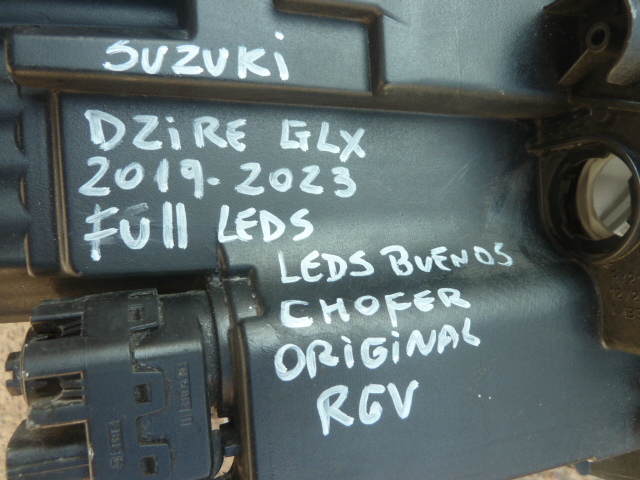 SUZUKi
DZiRE GLX
2019-2023
FUll LEDS
LEDS BUENOS
CHOFER
ORiGiNAL
RGV